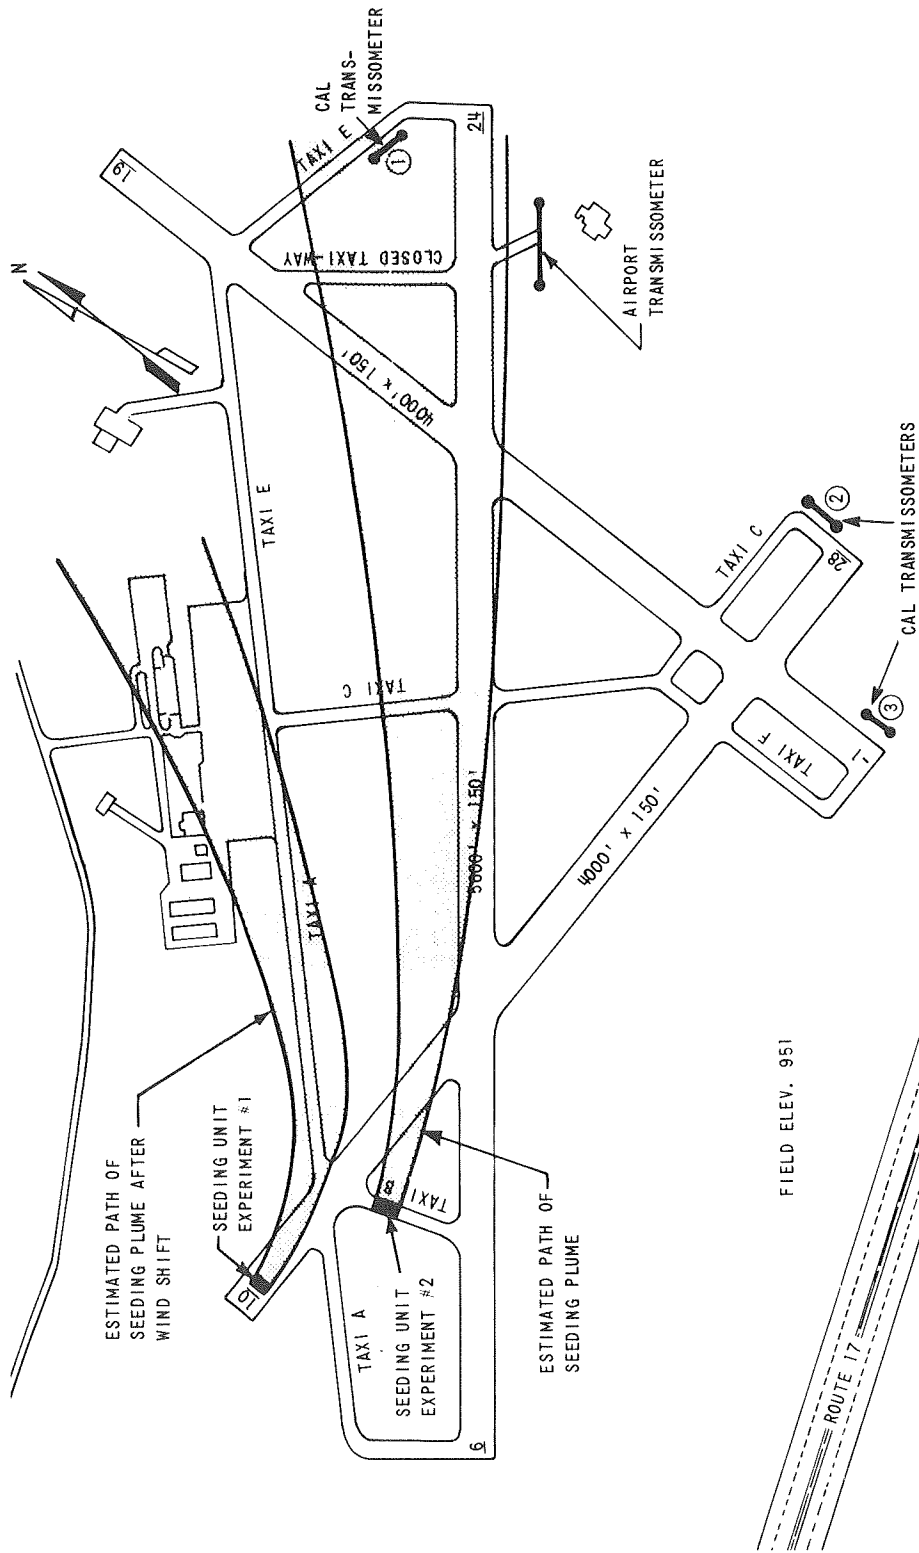 N
19
CAL
TRANS-
MISSOMETER
TAXI E
1
24
CLOSED TAXI-WAY
4000' x 150'
AIRPORT
TRANSMISSOMETER
TAXI E
TAXI C
TAXI A
5600' x 150'
4000' x 150'
TAXI C
28
2
CAL TRANSMISSOMETERS
3
1
TAXI F
ESTIMATED PATH OF
SEEDING PLUME AFTER
WIND SHIFT
SEEDING UNIT
EXPERIMENT #1
10
TAXI B
TAXI A
SEEDING UNIT
EXPERIMENT #2
ESTIMATED PATH OF
SEEDING PLUME
6
FIELD ELEV. 951
ROUTE 17